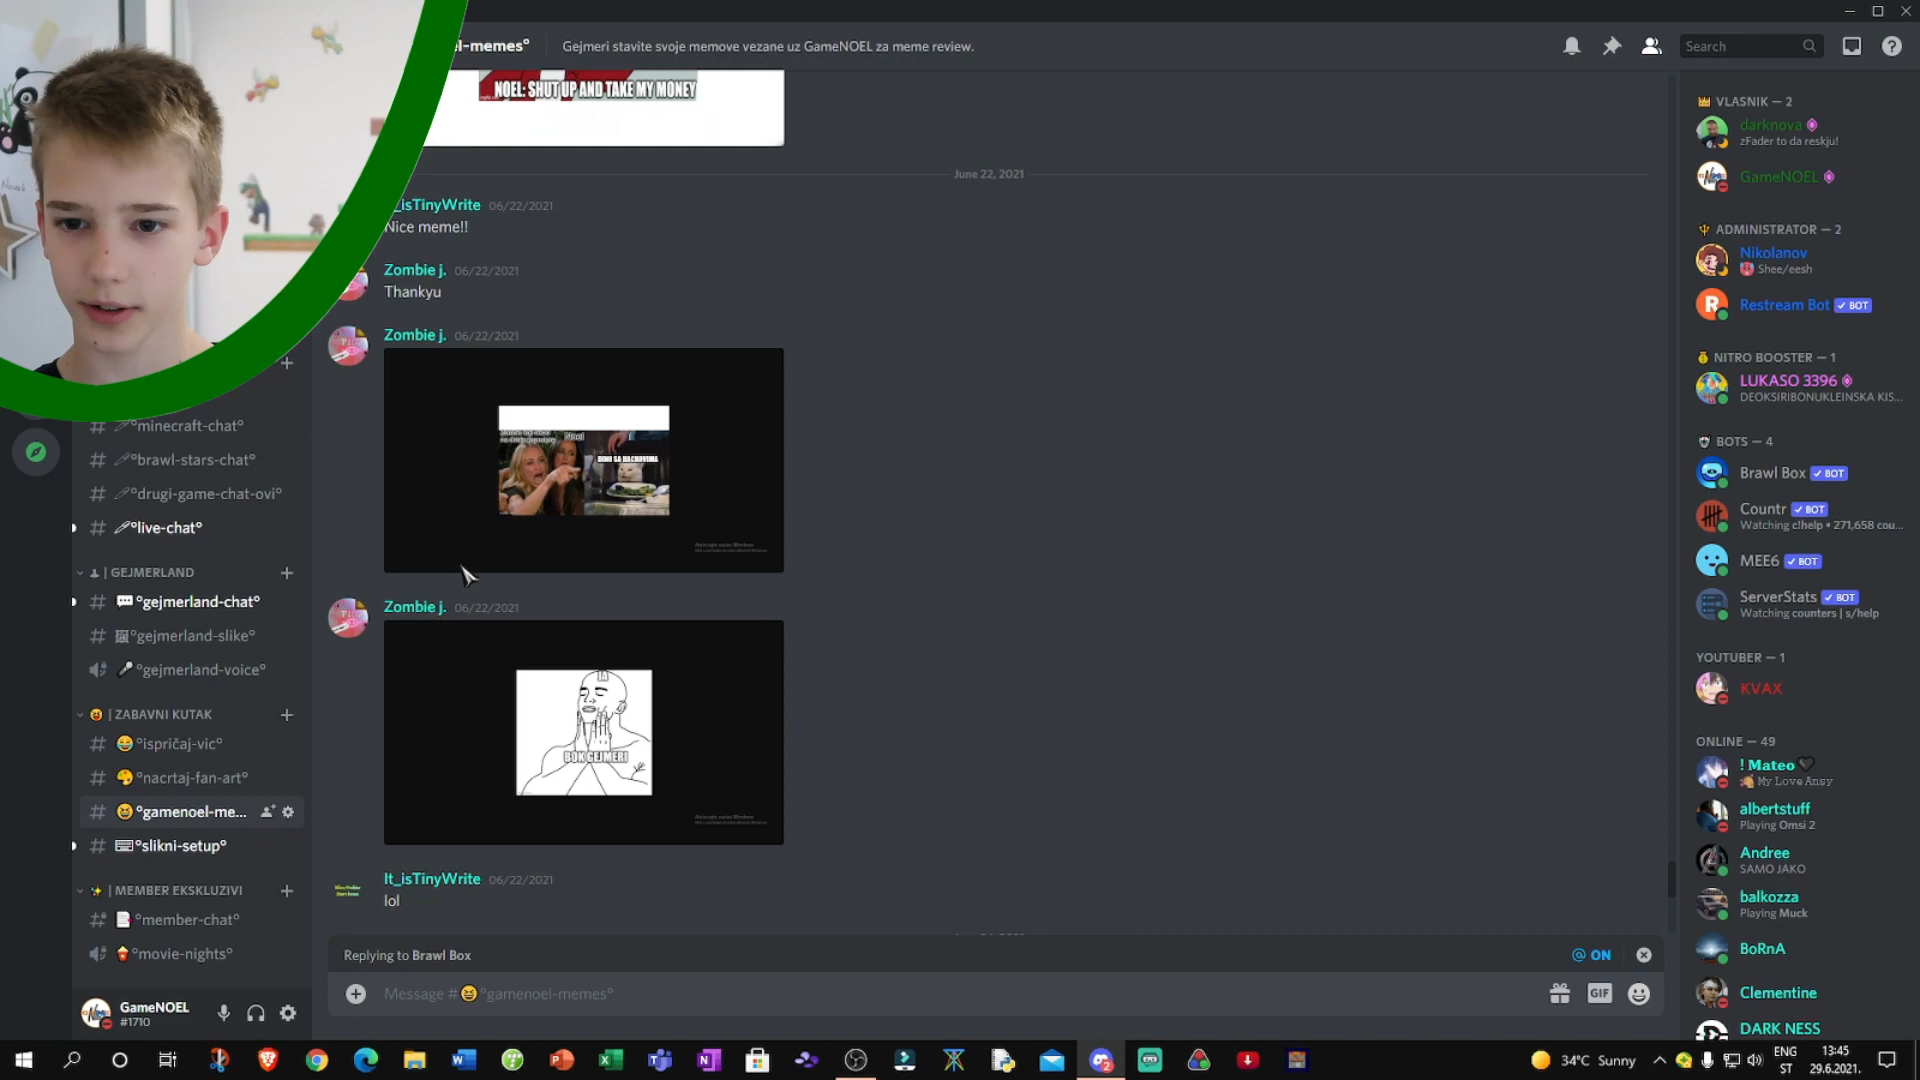 l-memes°
Gejmeri stavite svoje memove vezane uz GameNOEL za meme review.
Search
NOEL: SHUT UP AND TAKE MY MONEY
June 22, 2021
_isTinyWrite 06/22/2021
Nice meme!!
Zombie j. 06/22/2021
Thankyu
Zombie j. 06/22/2021
Noel
DINO SA NACHOVIMA
Zombie j. 06/22/2021
JA
BOK GEJMERI
It_isTinyWrite 06/22/2021
lol
Replying to Brawl Box
@ ON
Message #°gamenoel-memes°
GIF
°minecraft-chat°
°brawl-stars-chat°
°drugi-game-chat-ovi°
°live-chat°
| GEJMERLAND
°gejmerland-chat°
°gejmerland-slike°
°gejmerland-voice°
| ZABAVNI KUTAK
°ispričaj-vic°
°nacrtaj-fan-art°
°gamenoel-me...
°slikni-setup°
| MEMBER EKSKLUZIVI
°member-chat°
°movie-nights°
GameNOEL
#1710
VLASNIK — 2
darknova
zFader to da reskju!
GameNOEL
ADMINISTRATOR — 2
Nikolanov
Shee/eesh
Restream Bot BOT
NITRO BOOSTER — 1
LUKASO 3396
DEOKSIRIBONUKLEINSKA KIS...
BOTS — 4
Brawl Box BOT
Countr BOT
Watching c!help • 271,658 cou...
MEE6 BOT
ServerStats BOT
Watching counters | s/help
YOUTUBER — 1
KVAX
ONLINE — 49
! Mateo
My Love Ansy
albertstuff
Playing Omsi 2
Andree
SAMO JAKO
balkozza
Playing Muck
BoRnA
Clementine
DARK NESS
34°C Sunny
ENG
ST
13:45
29.6.2021.